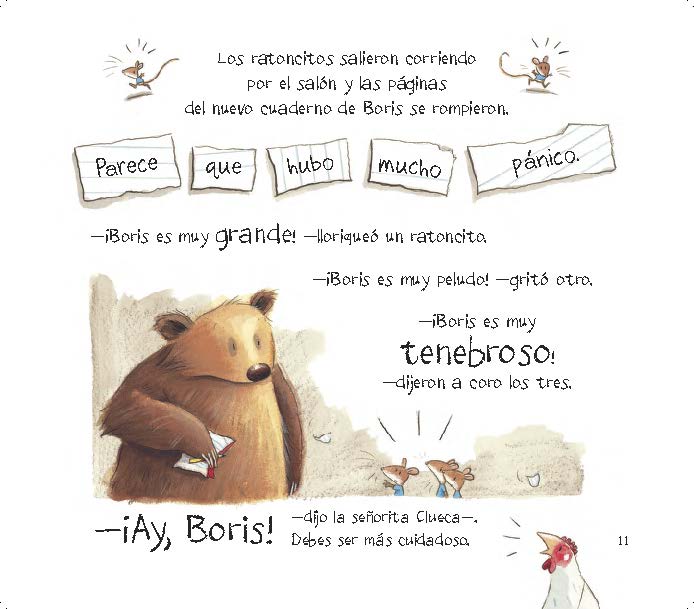 Los ratoncitos salieron corriendo
por el salón y las páginas
del nuevo cuaderno de Boris se rompieron.
Parece que hubo mucho pánico.
—¡Boris es muy grande! —lloriqueó un ratoncito.
—¡Boris es muy peludo! —gritó otro.
—¡Boris es muy
tenebroso!
—dijeron a coro los tres.
—¡Ay, Boris! —dijo la señorita Clueca—.
Debes ser más cuidadoso.
11